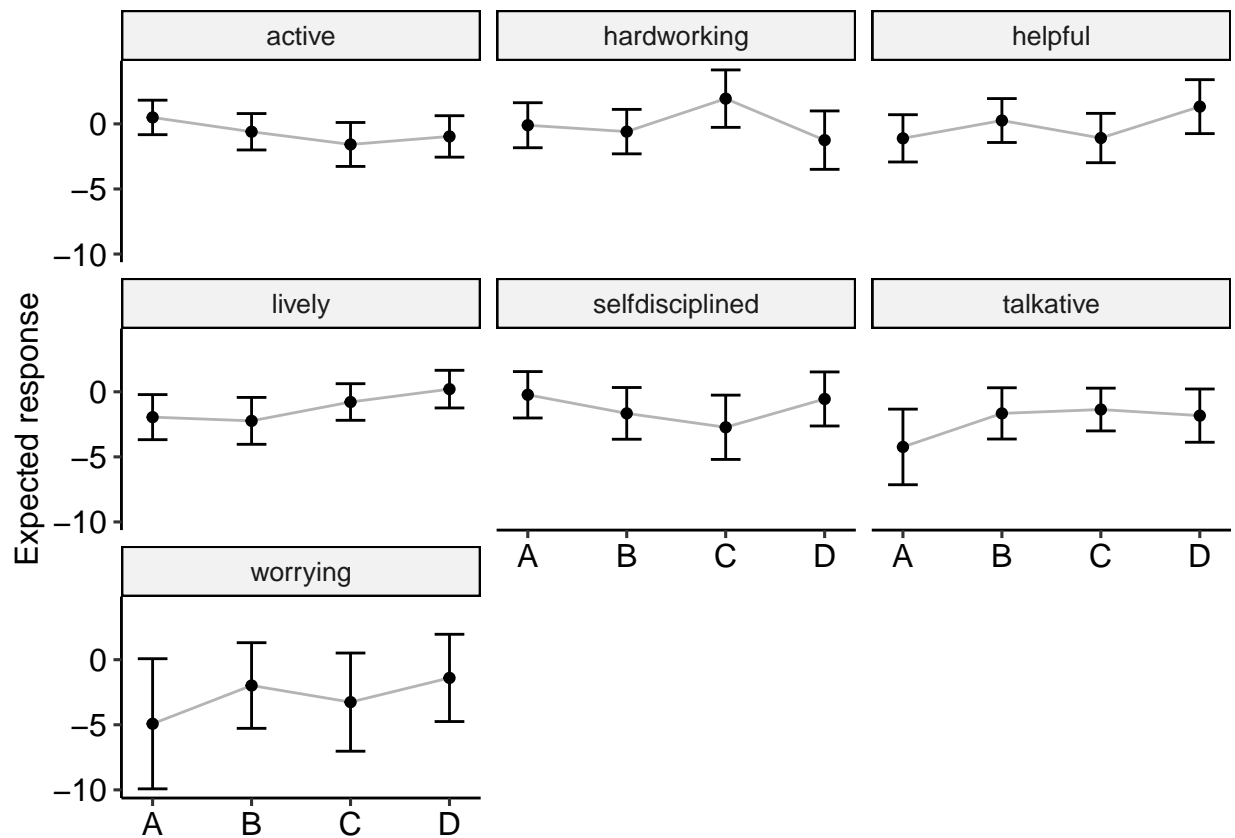 active hardworking helpful
0
−5
−10
lively selfdisciplined talkative
0
−5
−10
Expected response
A B C D A B C D
worrying
0
−5
−10
A B C D